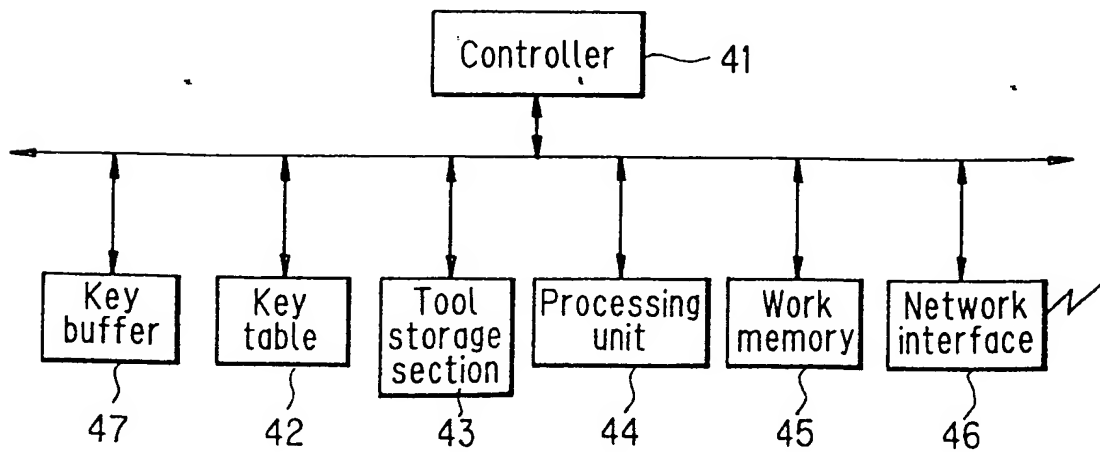 Controller
41
Key
buffer
Key
table
Tool
storage
section
Processing
unit
Work
memory
Network
interface
47
42
43
44
45
46